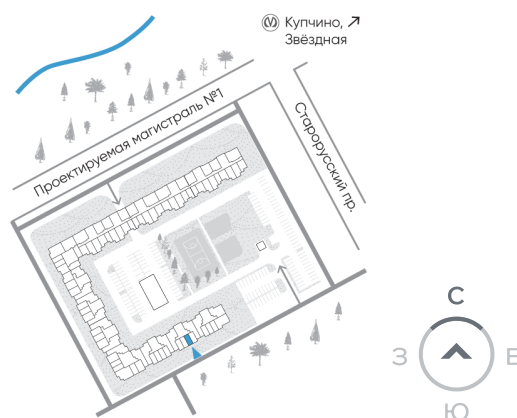 Купчино,
Звёздная
Проектируемая магистраль №1
Старорусский пр.
С
З
В
Ю